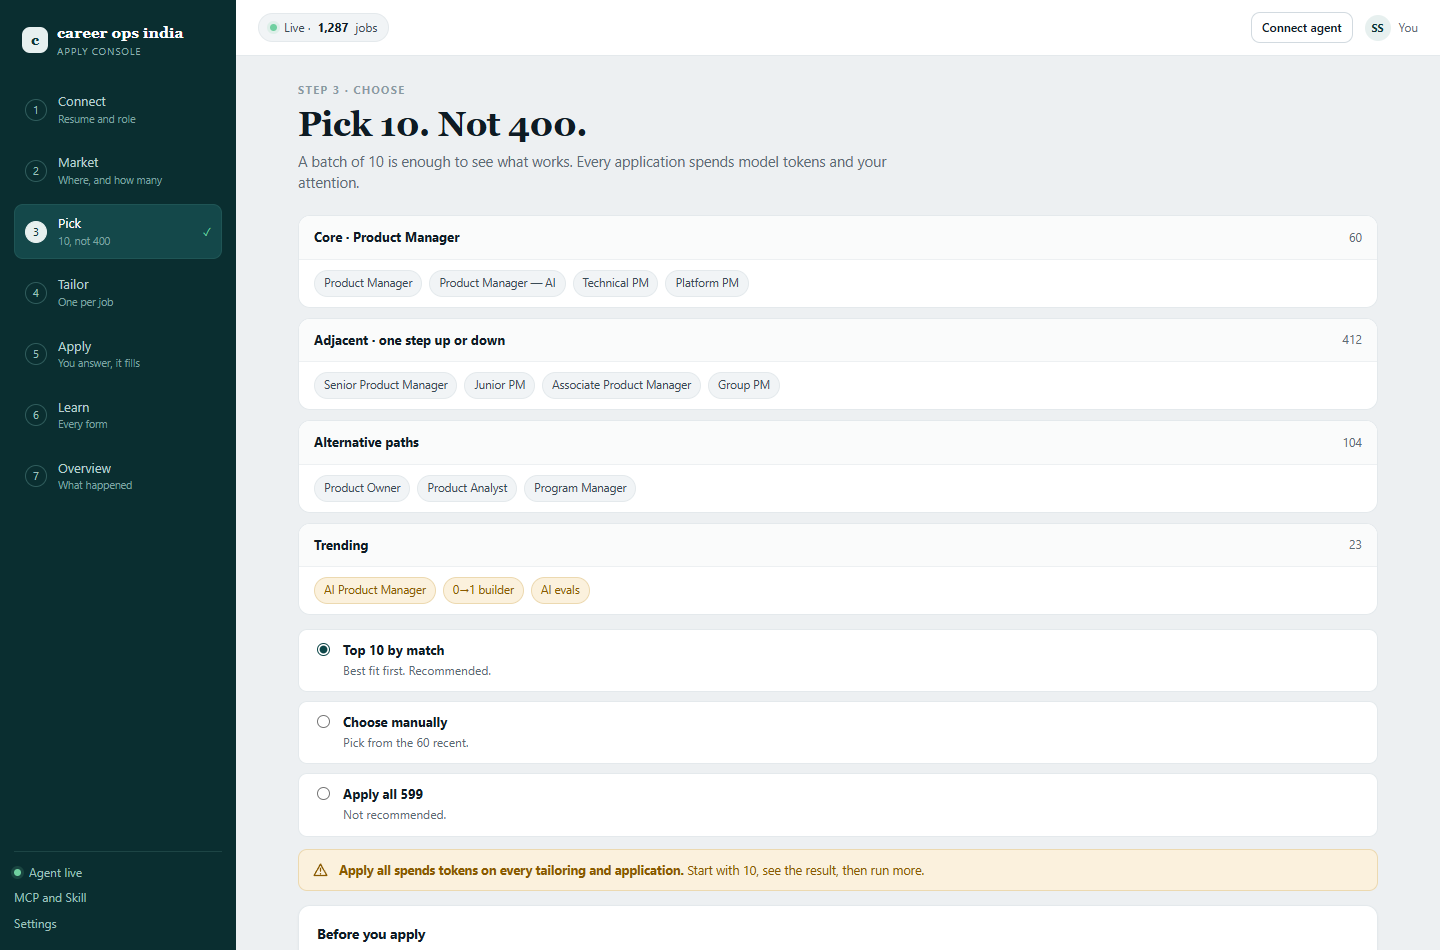 c
career ops india
APPLY CONSOLE
1
Connect
Resume and role
2
Market
Where, and how many
3
Pick
10, not 400
✓
4
Tailor
One per job
5
Apply
You answer, it fills
6
Learn
Every form
7
Overview
What happened
Agent live
MCP and Skill
Settings
Live · 1,287 jobs
Connect agent
SS You
STEP 3 · CHOOSE
Pick 10. Not 400.
A batch of 10 is enough to see what works. Every application spends model tokens and your
attention.
Core · Product Manager 60
Product Manager Product Manager — AI Technical PM Platform PM
Adjacent · one step up or down 412
Senior Product Manager Junior PM Associate Product Manager Group PM
Alternative paths 104
Product Owner Product Analyst Program Manager
Trending 23
AI Product Manager 0→1 builder AI evals
Top 10 by match
Best fit first. Recommended.
Choose manually
Pick from the 60 recent.
Apply all 599
Not recommended.
Apply all spends tokens on every tailoring and application. Start with 10, see the result, then run more.
Before you apply